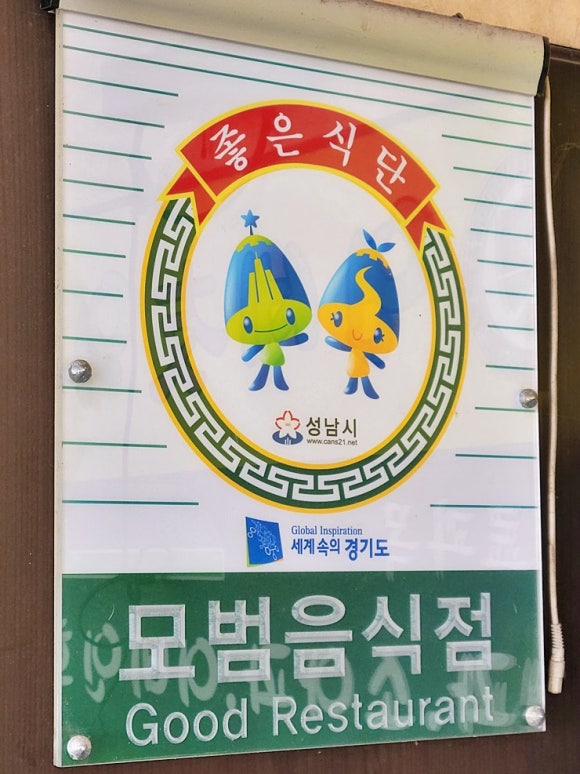 좋은식단
성남시
www.cans21.net
Global Inspiration
세계속의 경기도
모범음식점
Good Restaurant